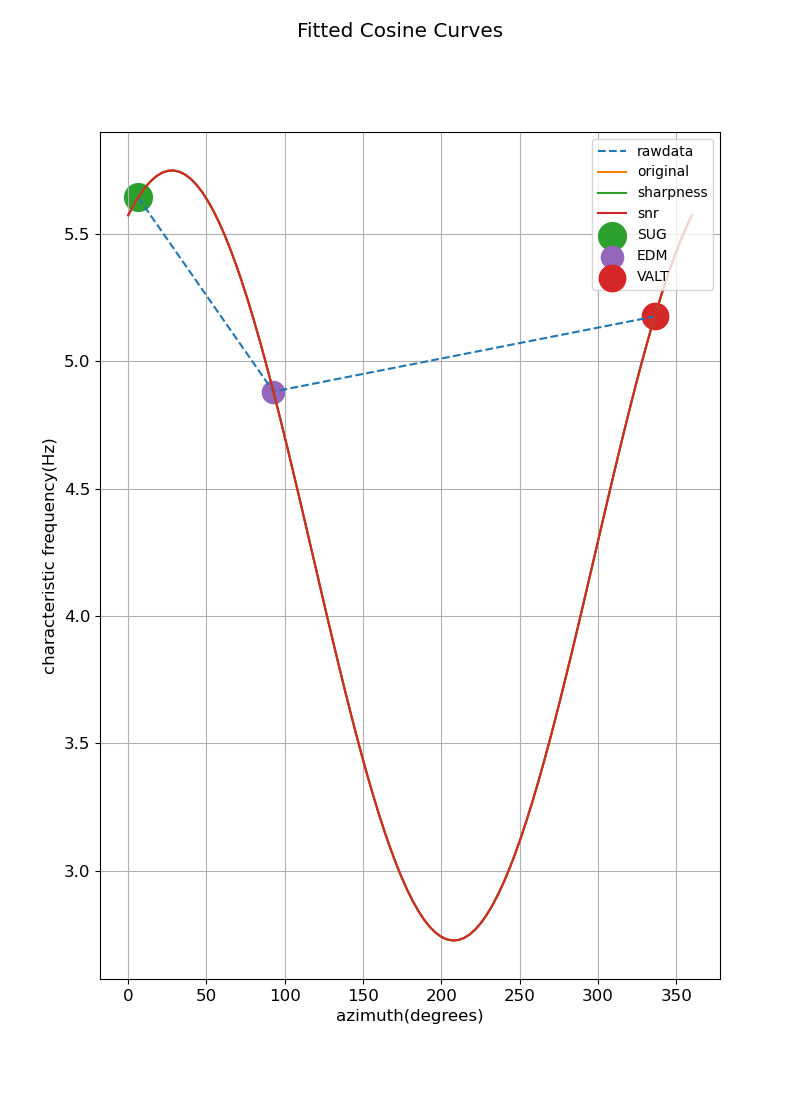 Fitted Cosine Curves
rawdata
original
sharpness
snr
SUG
EDM
VALT
characteristic frequency(Hz)
5.5
5.0
4.5
4.0
3.5
3.0
0 50 100 150 200 250 300 350
azimuth(degrees)